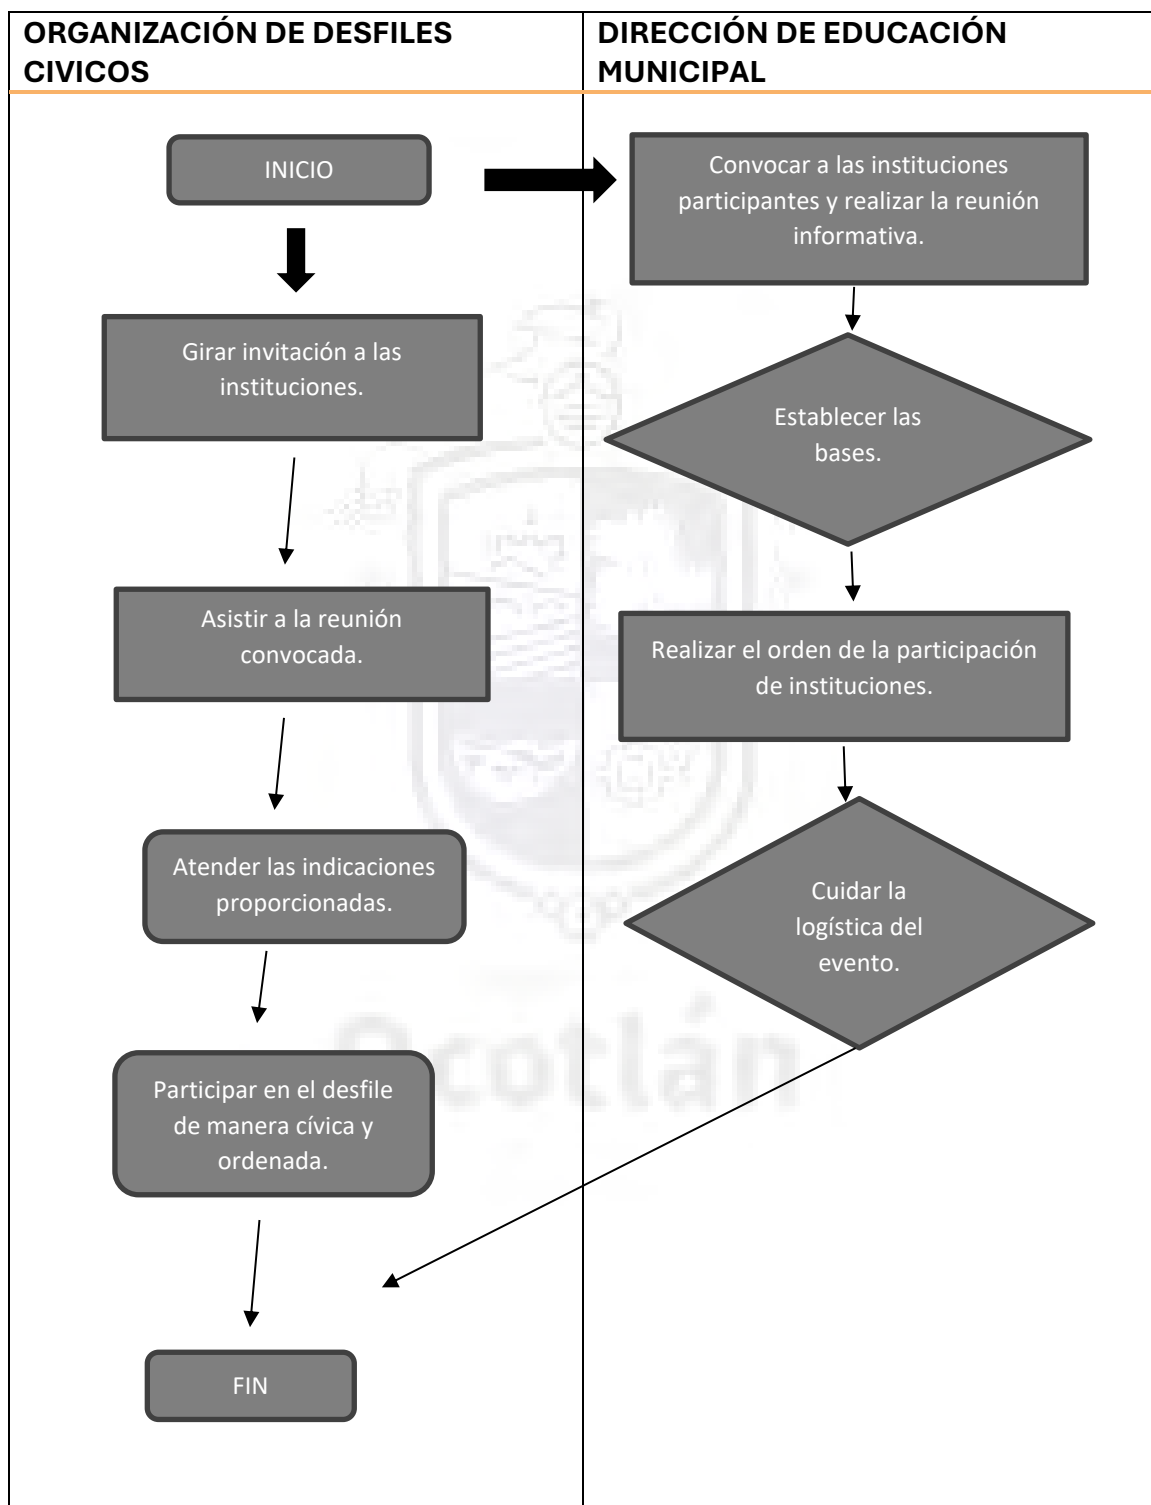 ORGANIZACIÓN DE DESFILES
CIVICOS
DIRECCIÓN DE EDUCACIÓN
MUNICIPAL
INICIO
Girar invitación a las
instituciones.
Asistir a la reunión
convocada.
Atender las indicaciones
proporcionadas.
Participar en el desfile
de manera cívica y
ordenada.
FIN
Convocar a las instituciones
participantes y realizar la reunión
informativa.
Establecer las
bases.
Realizar el orden de la participación
de instituciones.
Cuidar la
logística del
evento.
Ocotlán